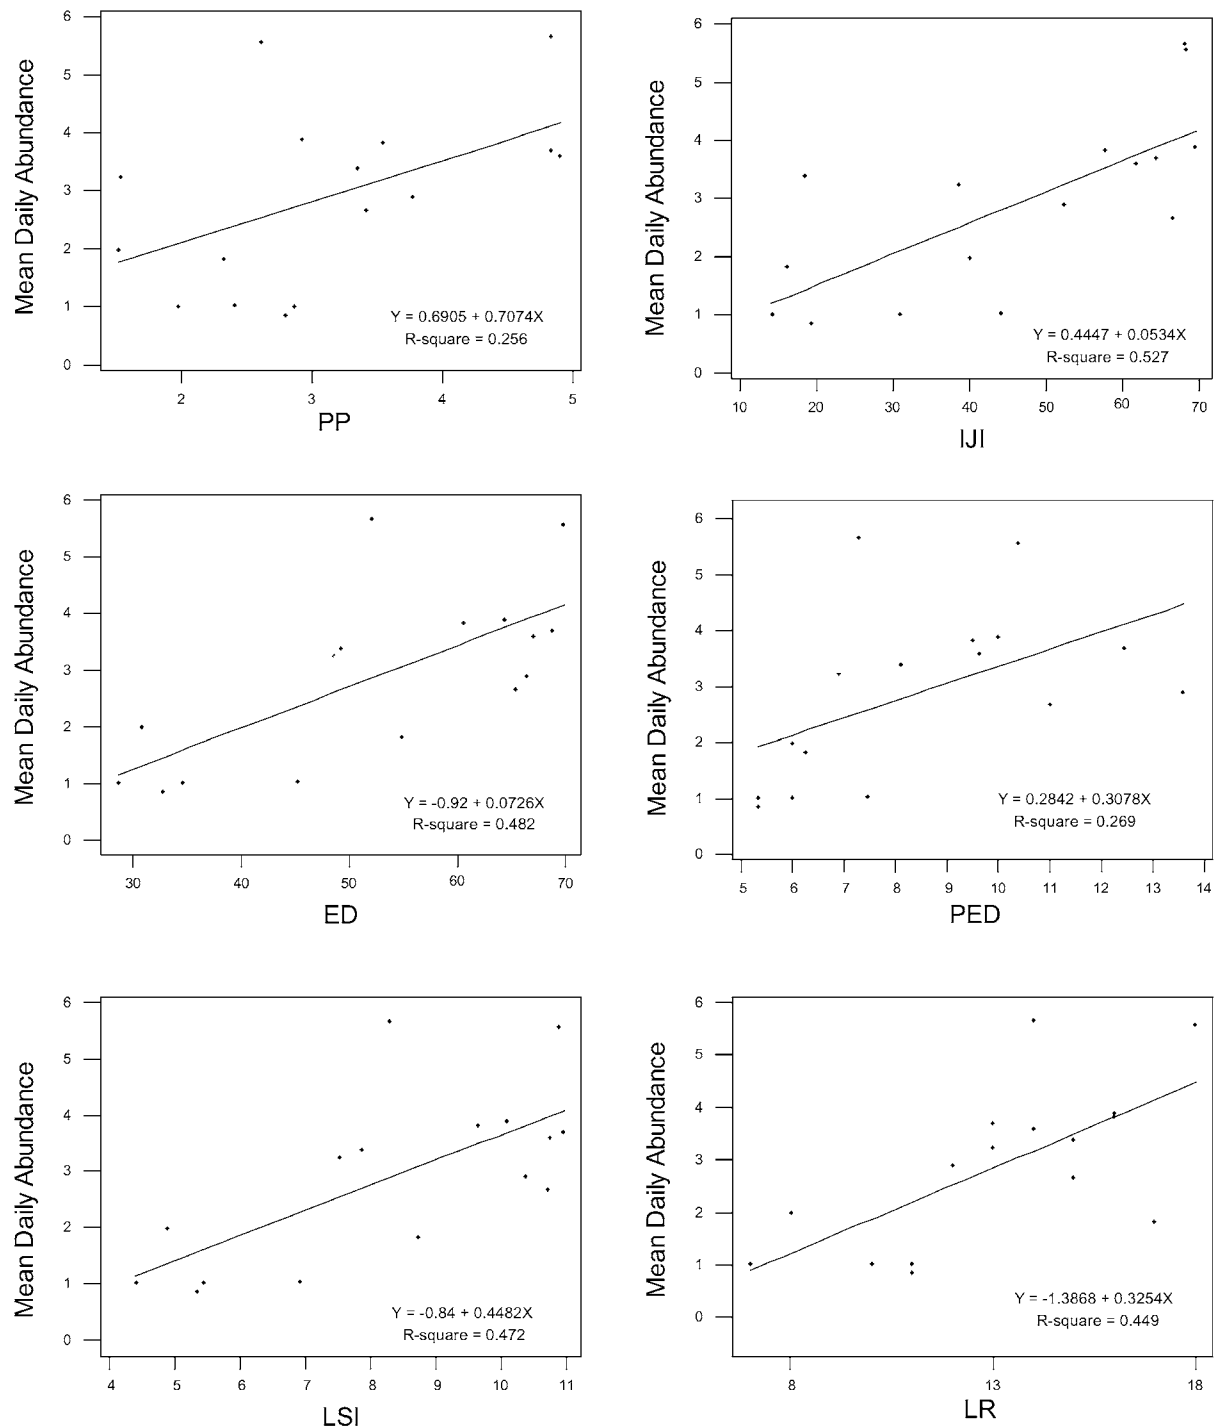 6
5
4
3
2
1
0
Mean Daily Abundance
Y = 0.6905 + 0.7074X
R-square = 0.256
2 3 4 5
PP
6
5
4
3
2
1
0
Mean Daily Abundance
Y = 0.4447 + 0.0534X
R-square = 0.527
10 20 30 40 50 60 70
IJI
6
5
4
3
2
1
0
Mean Daily Abundance
Y = -0.92 + 0.0726X
R-square = 0.482
30 40 50 60 70
ED
6
5
4
3
2
1
0
Mean Daily Abundance
Y = 0.2842 + 0.3078X
R-square = 0.269
5 6 7 8 9 10 11 12 13 14
PED
6
5
4
3
2
1
0
Mean Daily Abundance
Y = -0.84 + 0.4482X
R-square = 0.472
4 5 6 7 8 9 10 11
LSI
6
5
4
3
2
1
0
Mean Daily Abundance
Y = -1.3868 + 0.3254X
R-square = 0.449
8 13 18
LR